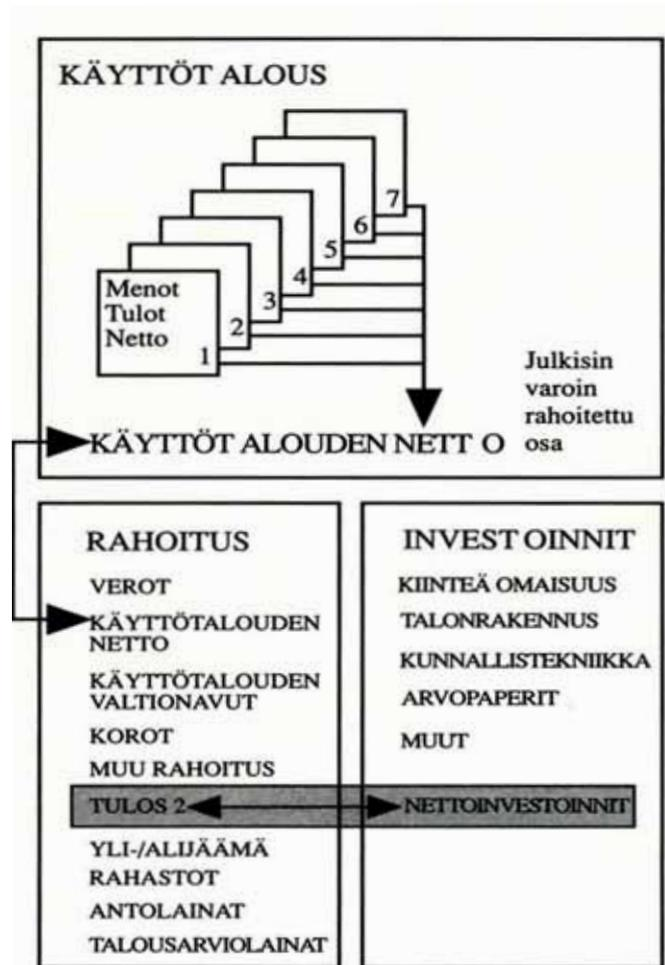 KÄYTTÖT ALOUS
7
6
5
4
3
2
1
Menot
Tulot
Netto
Julkisin
varoin
rahoitettu
osa
KÄYTTÖT ALOUDEN NETT O
RAHOITUS
VEROT
KÄYTTÖTALOUDEN
NETTO
KÄYTTÖTALOUDEN
VALTIONAVUT
KOROT
MUU RAHOITUS
TULOS 2
YLI-/ALIJÄÄMÄ
RAHASTOT
ANTOLAINAT
TALOUSARVIOLAINAT
INVEST OINNIT
KIINTEÄ OMAISUUS
TALONRAKENNUS
KUNNALLISTEKNIIKKA
ARVOPAPERIT
MUUT
NETTOINVESTOINNIT